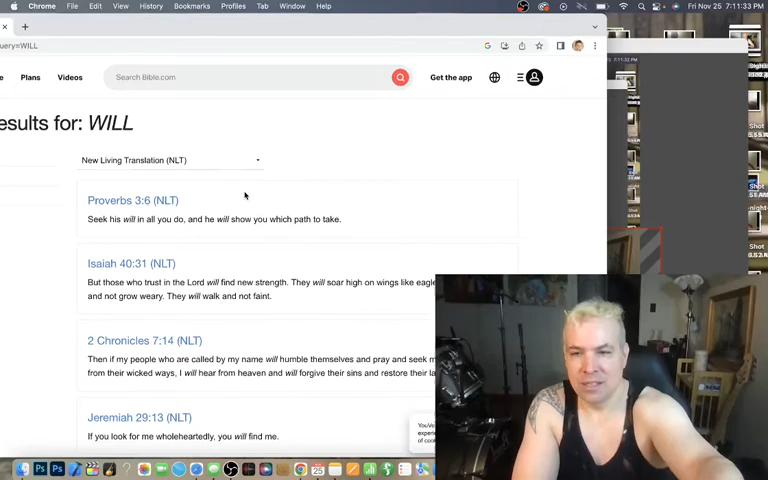 Chrome File Edit View History Bookmarks Profiles Tab Window Help Fri Nov 25 7:11:33 PM
uery=WILL
Plans Videos Search Bible.com Get the app
esults for: WILL
New Living Translation (NLT)
Proverbs 3:6 (NLT)
Seek his will in all you do, and he will show you which path to take.
Isaiah 40:31 (NLT)
But those who trust in the Lord will find new strength. They will soar high on wings like eagle
and not grow weary. They will walk and not faint.
2 Chronicles 7:14 (NLT)
Then if my people who are called by my name will humble themselves and pray and seek m
from their wicked ways, I will hear from heaven and will forgive their sins and restore their la
Jeremiah 29:13 (NLT)
If you look for me wholeheartedly, you will find me.